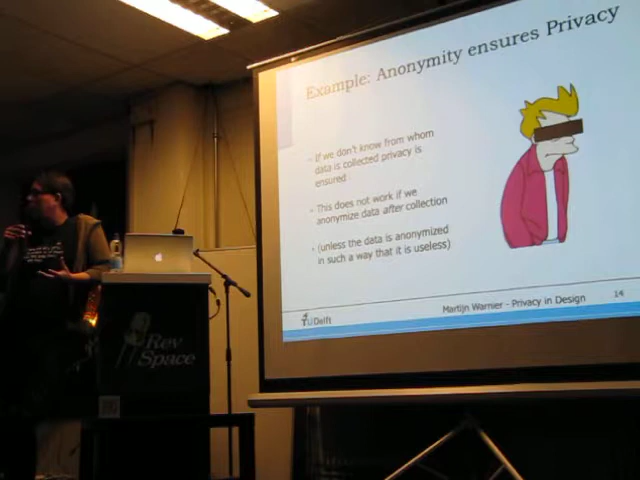 Example: Anonymity ensures Privacy
If we don't know from whom
data is collected privacy is
ensured
This does not work if we
anonymize data after collection
(unless the data is anonymized
in such a way that it is useless)
TU Delft
Martijn Warnier - Privacy in Design
14
Rev
Space